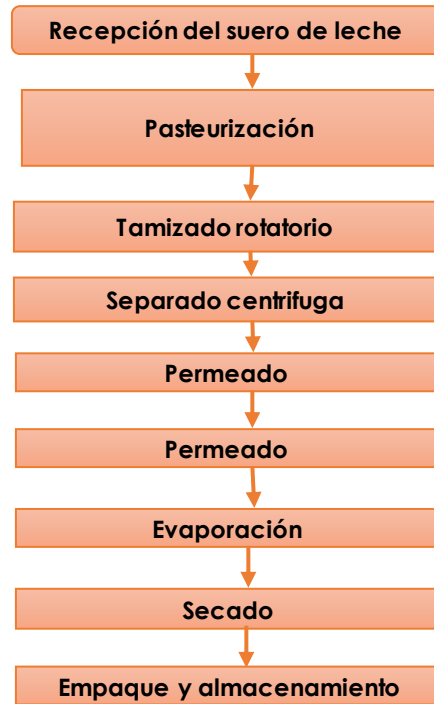 Recepción del suero de leche
Pasteurización
Tamizado rotatorio
Separado centrifuga
Permeado
Permeado
Evaporación
Secado
Empaque y almacenamiento